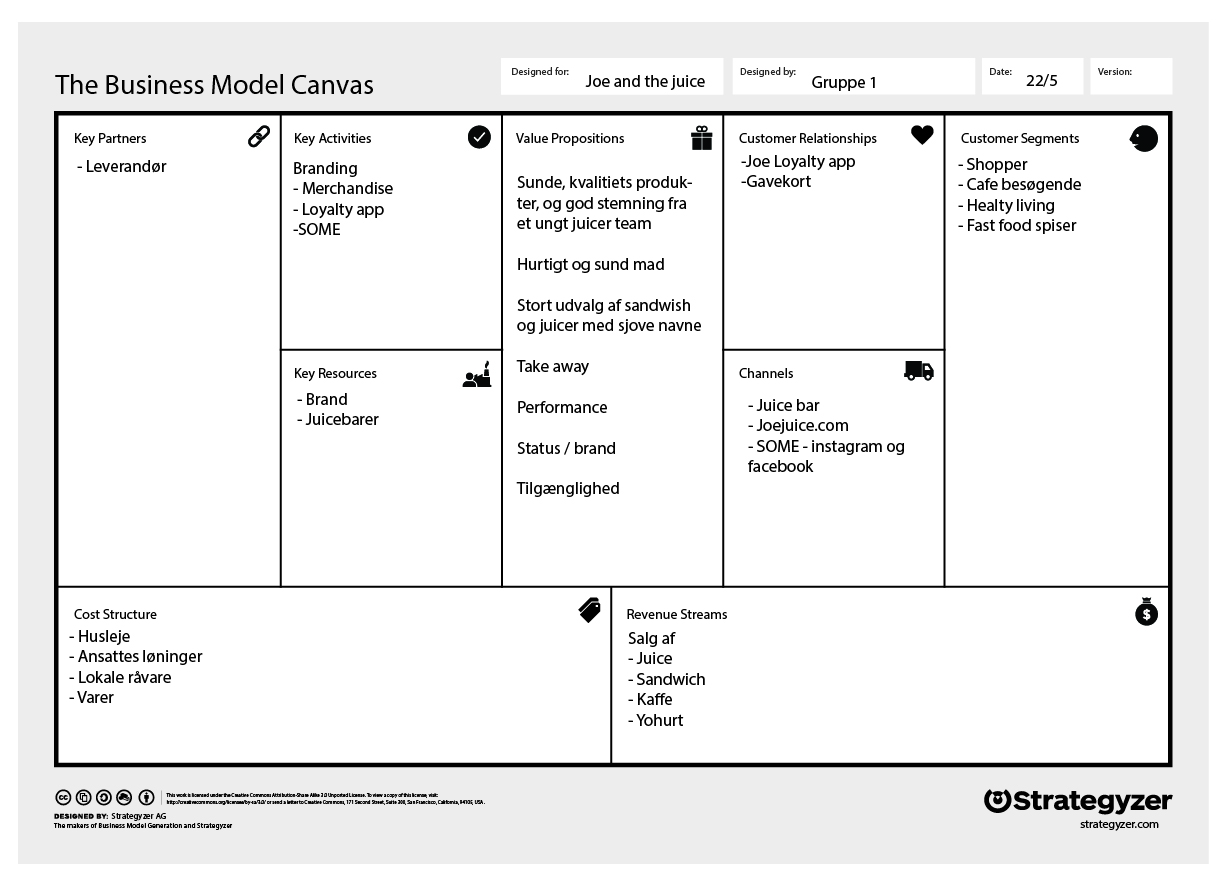 The Business Model Canvas
Designed for:
Joe and the juice
Designed by:
Gruppe 1
Date:
22/5
Version:
Key Partners
- Leverandør
Key Activities
Branding
- Merchandise
- Loyalty app
-SOME
Key Resources
- Brand
- Juicebarer
Value Propositions
Sunde, kvalitiets produk-
ter, og god stemning fra
et ungt juicer team
Hurtigt og sund mad
Stort udvalg af sandwish
og juicer med sjove navne
Take away
Performance
Status / brand
Tilgænglighed
Customer Relationships
-Joe Loyalty app
-Gavekort
Channels
- Juice bar
- Joejuice.com
- SOME - instagram og
facebook
Customer Segments
- Shopper
- Cafe besøgende
- Healty living
- Fast food spiser
Cost Structure
- Husleje
- Ansattes løninger
- Lokale råvare
- Varer
Revenue Streams
Salg af
- Juice
- Sandwich
- Kaffe
- Yohurt
cc
This work is licensed under the Creative Commons Attribution-Share Alike 3.0 Unported License. To view a copy of this license, visit:
http://creativecommons.org/licenses/by-sa/3.0/ or send a letter to Creative Commons, 171 Second Street, Suite 300, San Francisco, California, 94105, USA.
DESIGNED BY: Strategyzer AG
The makers of Business Model Generation and Strategyzer
Strategyzer
strategyzer.com